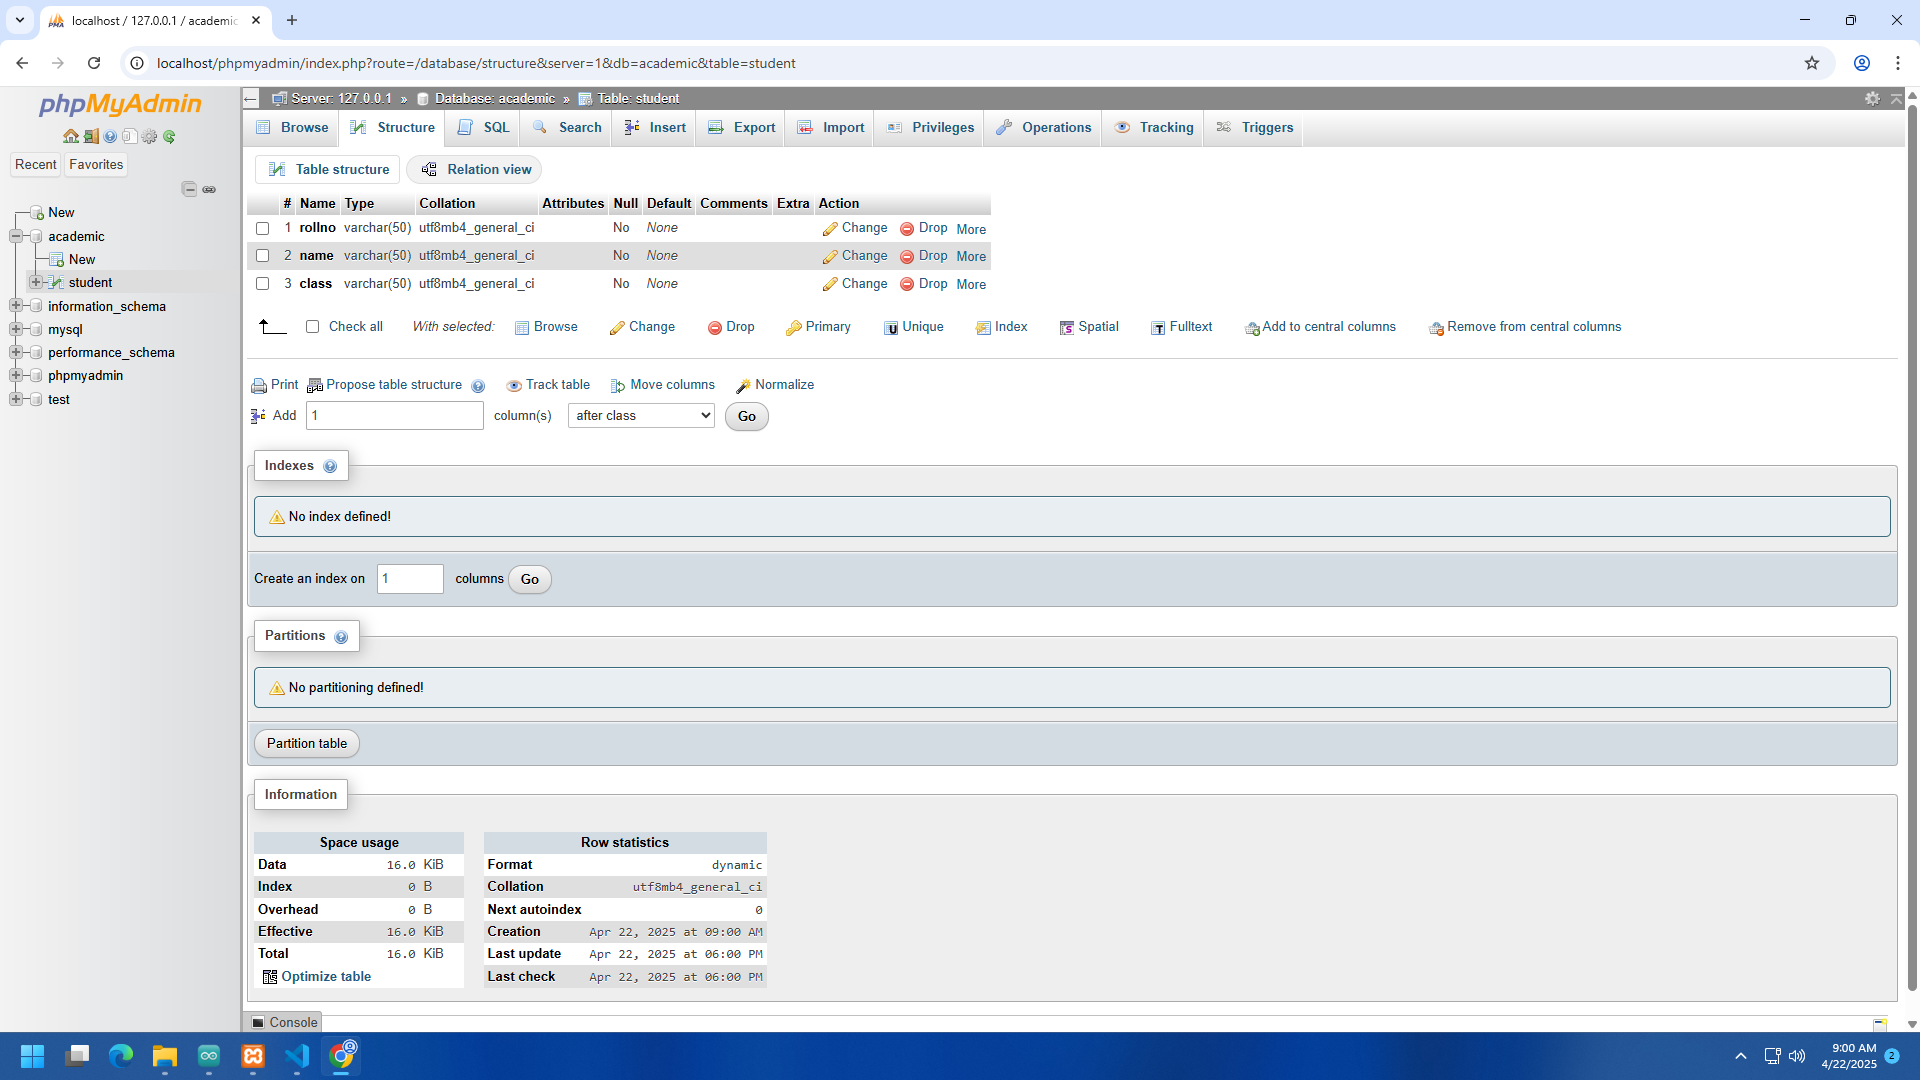 localhost / 127.0.0.1 / academic
localhost/phpmyadmin/index.php?route=/database/structure&server=1&db=academic&table=student
phpMyAdmin
Recent Favorites
New
academic
New
student
information_schema
mysql
performance_schema
phpmyadmin
test
Server: 127.0.0.1 » Database: academic » Table: student
Browse Structure SQL Search Insert Export Import Privileges Operations Tracking Triggers
Table structure Relation view
# Name Type Collation Attributes Null Default Comments Extra Action
1 rollno varchar(50) utf8mb4_general_ci No None Change Drop More
2 name varchar(50) utf8mb4_general_ci No None Change Drop More
3 class varchar(50) utf8mb4_general_ci No None Change Drop More
Check all With selected: Browse Change Drop Primary Unique Index Spatial Fulltext Add to central columns Remove from central columns
Print Propose table structure Track table Move columns Normalize
Add 1 column(s) after class Go
Indexes
No index defined!
Create an index on 1 columns Go
Partitions
No partitioning defined!
Partition table
Information
Space usage
Data 16.0 KiB
Index 0 B
Overhead 0 B
Effective 16.0 KiB
Total 16.0 KiB
Optimize table
Row statistics
Format dynamic
Collation utf8mb4_general_ci
Next autoindex 0
Creation Apr 22, 2025 at 09:00 AM
Last update Apr 22, 2025 at 06:00 PM
Last check Apr 22, 2025 at 06:00 PM
Console
9:00 AM
4/22/2025
2